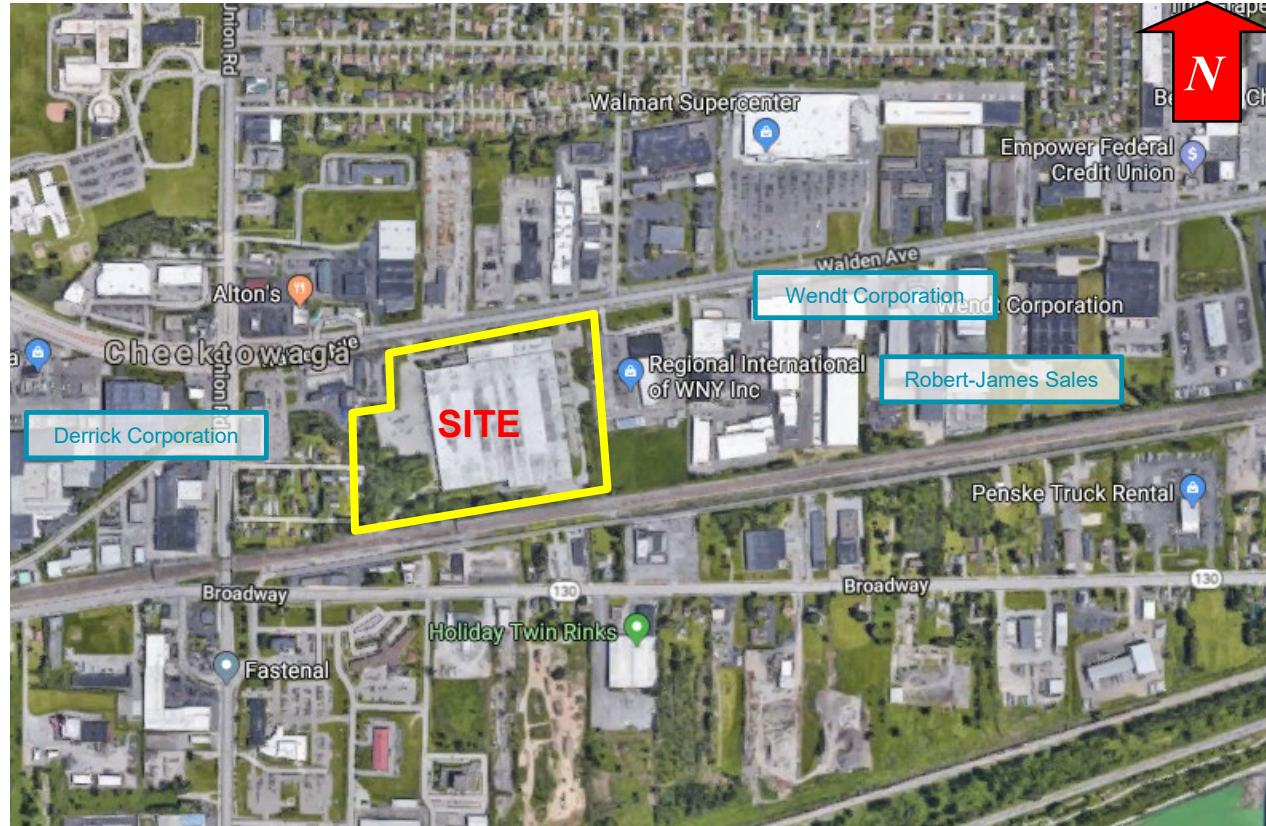 Union Rd
N
Walmart Supercenter
Empower Federal
Credit Union
Walden Ave
Wendt Corporation
Wendt Corporation
Alton's
Cheektowaga
Regional International
of WNY Inc
Robert-James Sales
SITE
Derrick Corporation
Penske Truck Rental
Broadway
130
Broadway
130
Holiday Twin Rinks
Fastenal